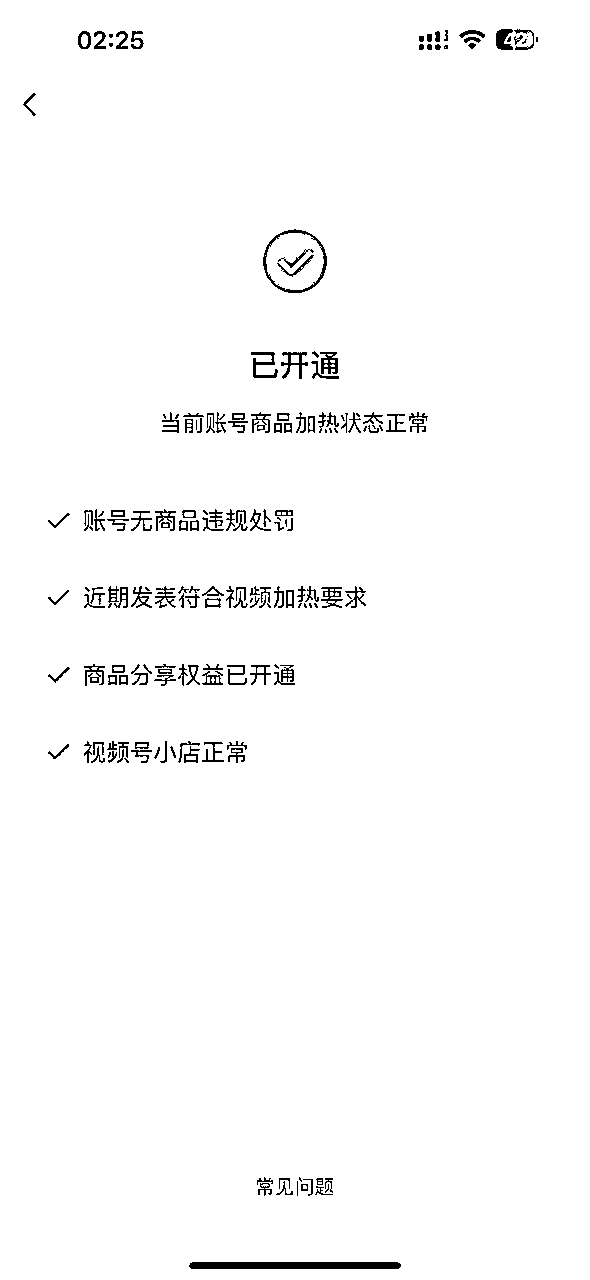 02:25
42
已开通
当前账号商品加热状态正常
账号无商品违规处罚
近期发表符合视频加热要求
商品分享权益已开通
视频号小店正常
常见问题